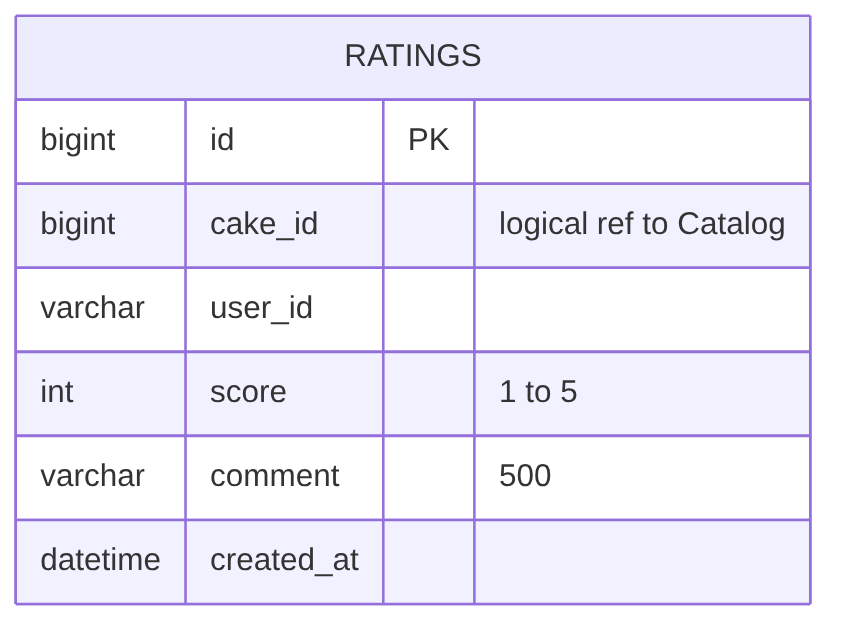 RATINGS
bigint id PK
bigint cake_id logical ref to Catalog
varchar user_id
int score 1 to 5
varchar comment 500
datetime created_at